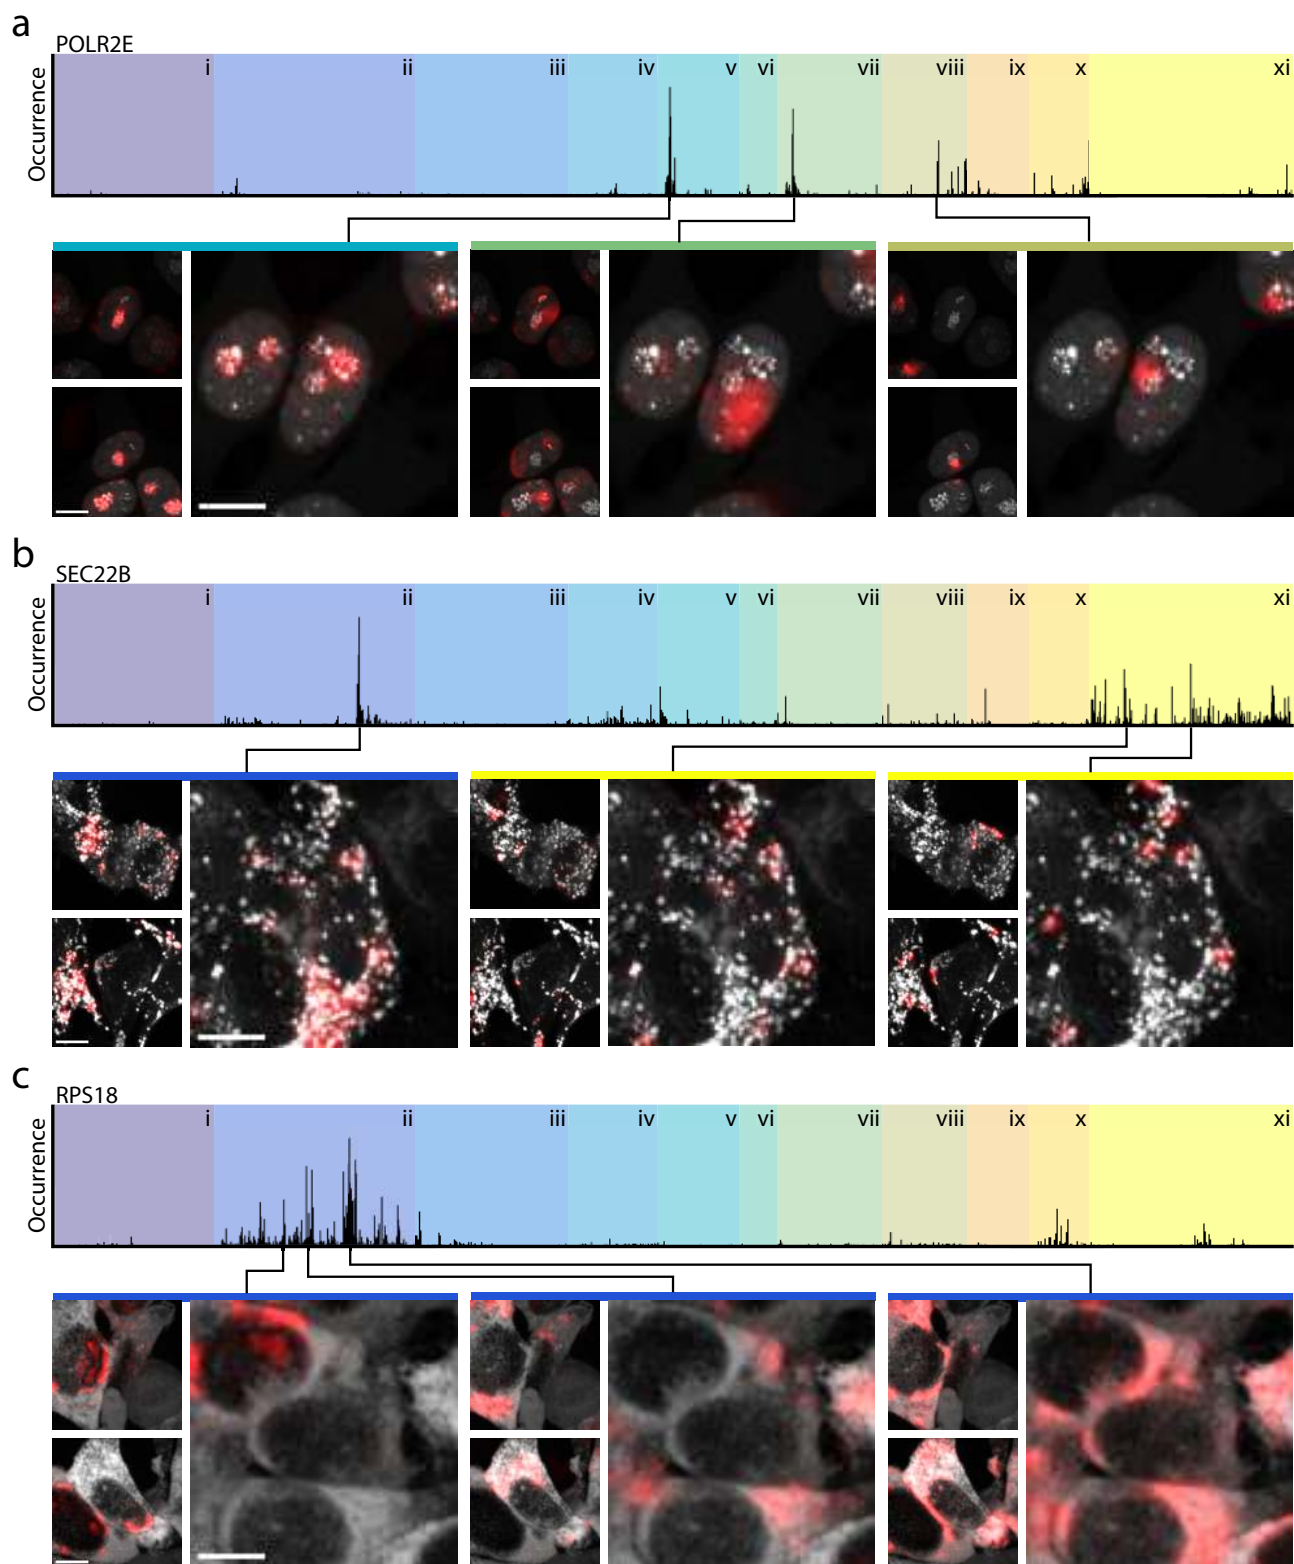 a
POLR2E
Occurrence
i ii iii iv v vi vii viii ix x xi
b
SEC22B
Occurrence
i ii iii iv v vi vii viii ix x xi
c
RPS18
Occurrence
i ii iii iv v vi vii viii ix x xi